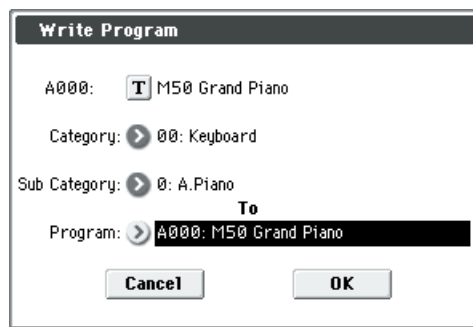 Write Program
A000: T M50 Grand Piano
Category: 00: Keyboard
Sub Category: 0: A.Piano
To
Program: A000: M50 Grand Piano
Cancel OK